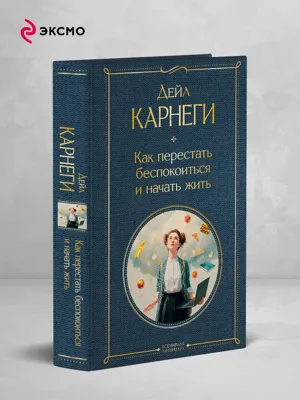 ЭКСМО
ДЕЙЛ
КАРНЕГИ
Как перестать
беспокоиться
и начать жить
ДЕЙЛ
КАРНЕГИ
Как перестать беспокоиться
и начать жить